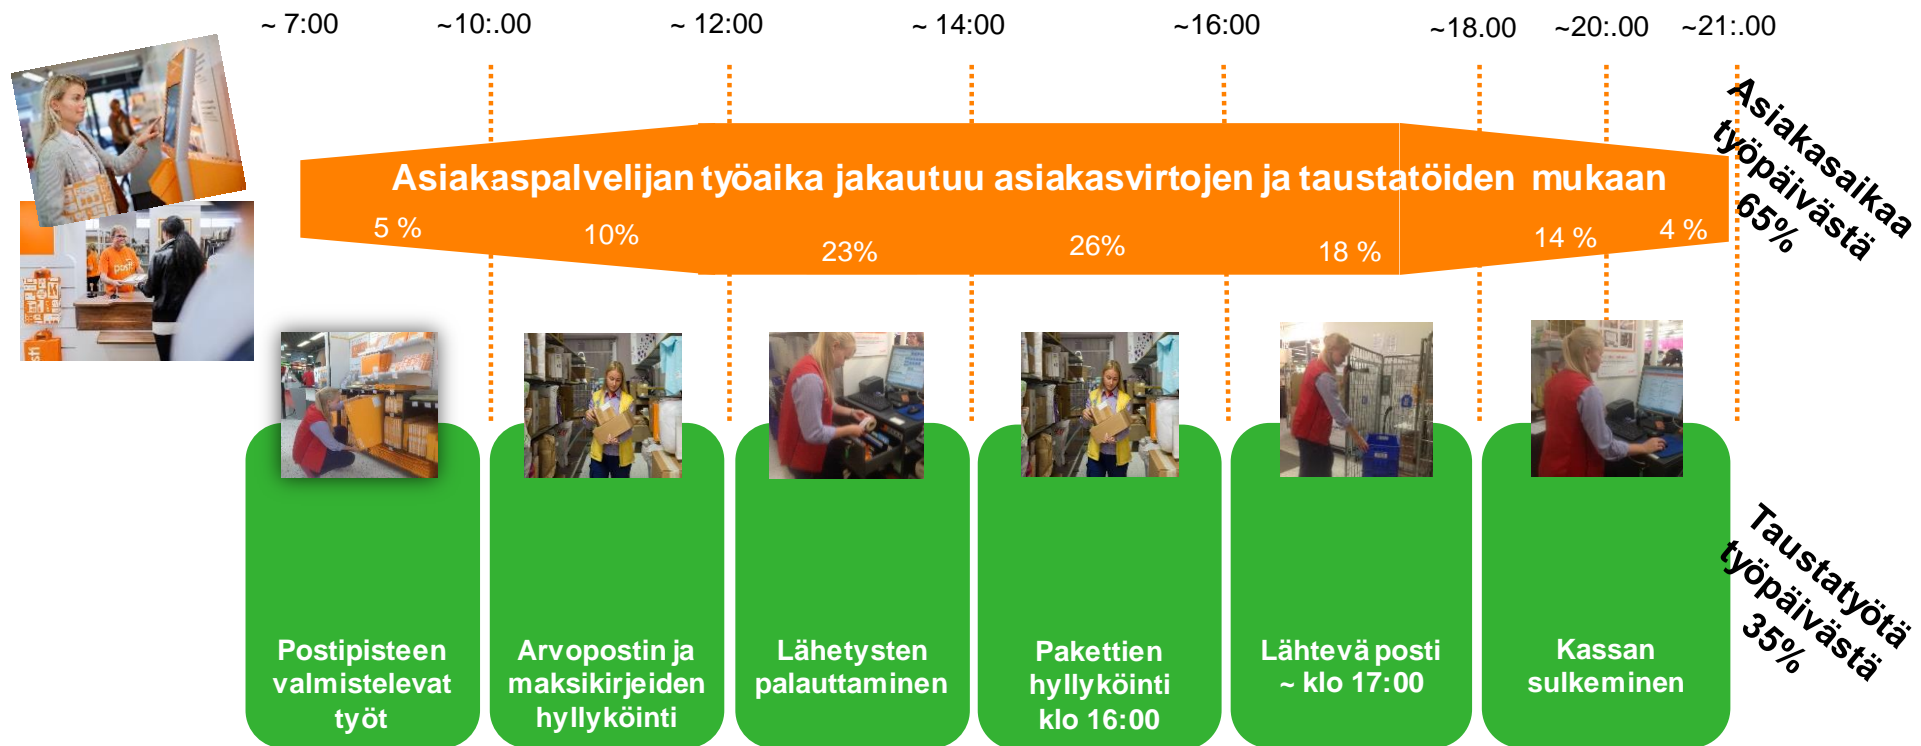 ~ 7:00
~10:.00
~ 12:00
~ 14:00
~16:00
~18.00
~20:.00
~21:.00
Asiakaspalvelijan työaika jakautuu asiakasvirtojen ja taustatöiden mukaan
5 %
10%
23%
26%
18 %
14 %
4 %
Asiakasaikaa
työpäivästä
65%
posti
Postipisteen
valmistelevat
työt
Arvopostin ja
maksikirjeiden
hyllyköinti
Lähetysten
palauttaminen
Pakettien
hyllyköinti
klo 16:00
Lähtevä posti
~ klo 17:00
Kassan
sulkeminen
Taustatyötä
työpäivästä
35%